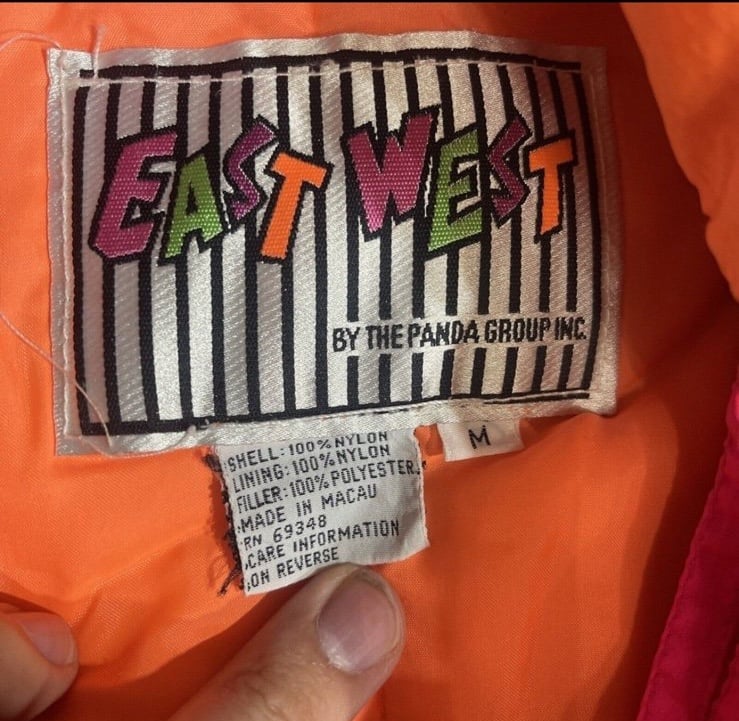 EAST WEST
BY THE PANDA GROUP INC.
M
SHELL: 100% NYLON
LINING: 100% NYLON
FILLER: 100% POLYESTER
MADE IN MACAU
RN 69348
CARE INFORMATION
ON REVERSE